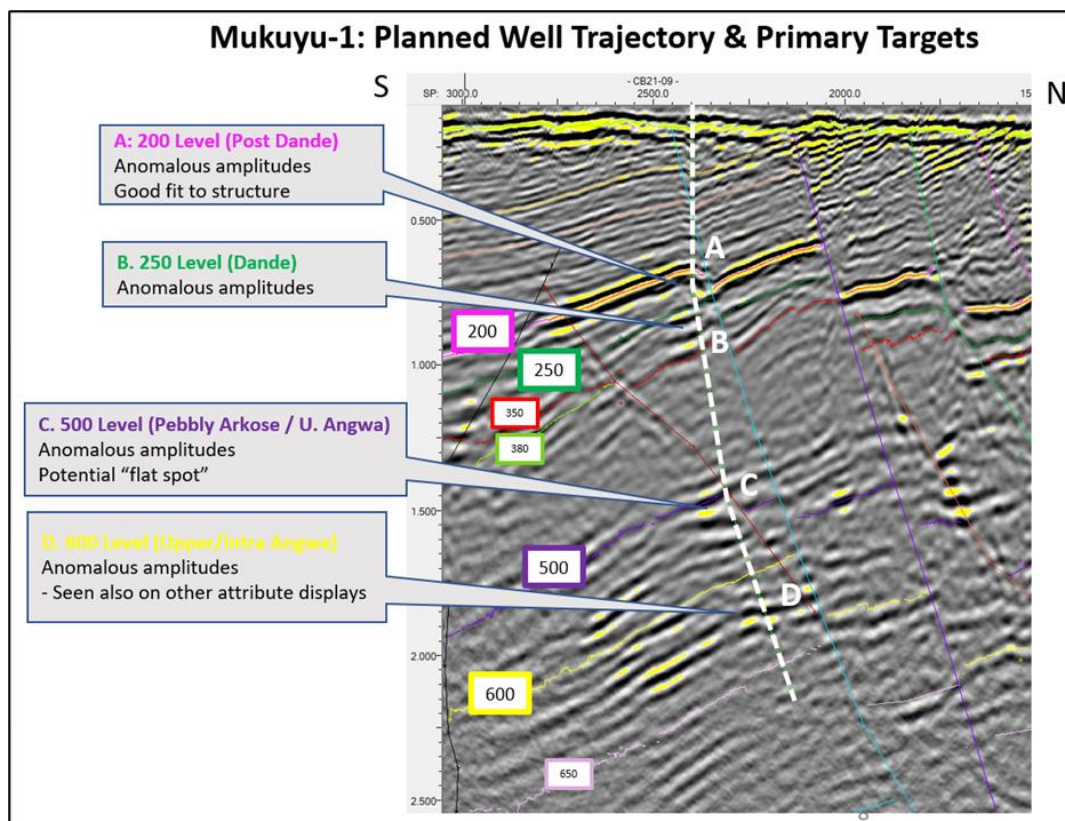 Mukuyu-1: Planned Well Trajectory & Primary Targets
S
N
- CB21-09 -
SP: 3000.0 2500.0 2000.0 15
A: 200 Level (Post Dande)
Anomalous amplitudes
Good fit to structure
B. 250 Level (Dande)
Anomalous amplitudes
C. 500 Level (Pebbly Arkose / U. Angwa)
Anomalous amplitudes
Potential “flat spot”
D. 600 Level (Upper/Intra Angwa)
Anomalous amplitudes
- Seen also on other attribute displays
0.500
1.000
1.500
2.000
2.500
A
B
C
D
200
250
350
380
500
600
650